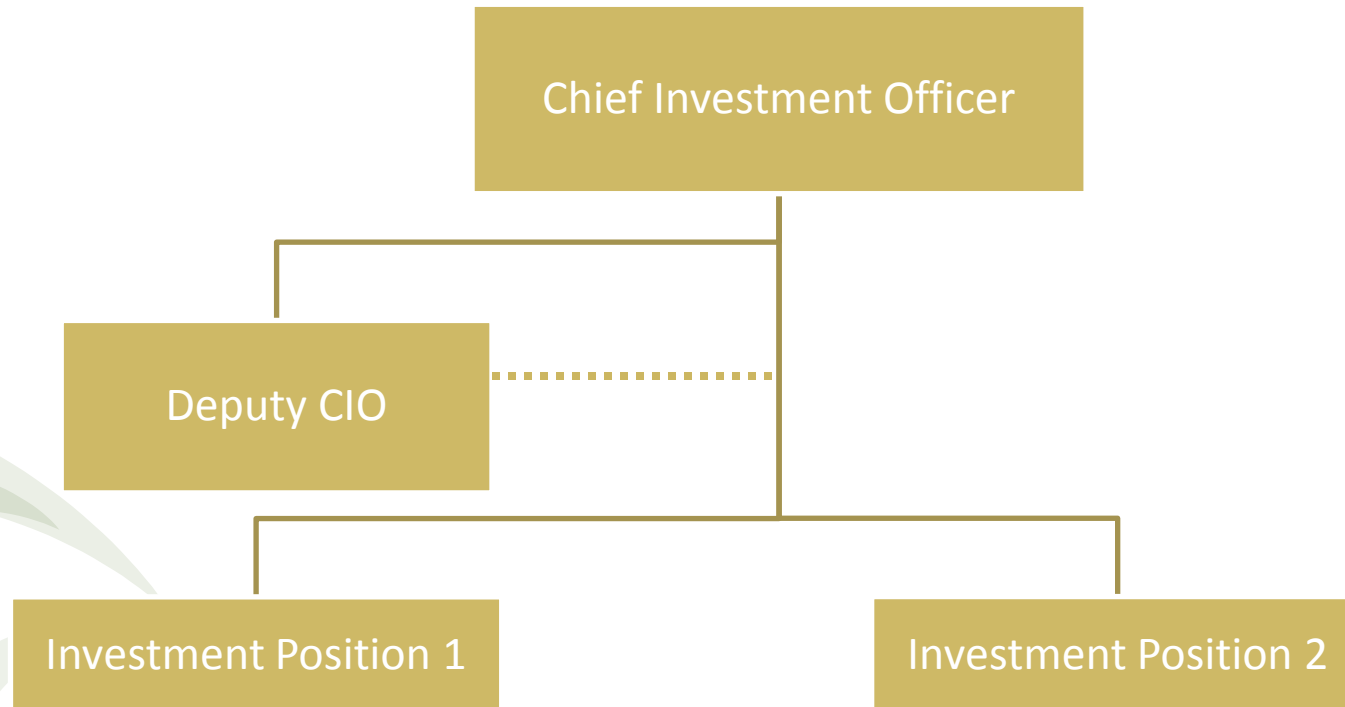 Chief Investment Officer
Deputy CIO
Investment Position 1
Investment Position 2